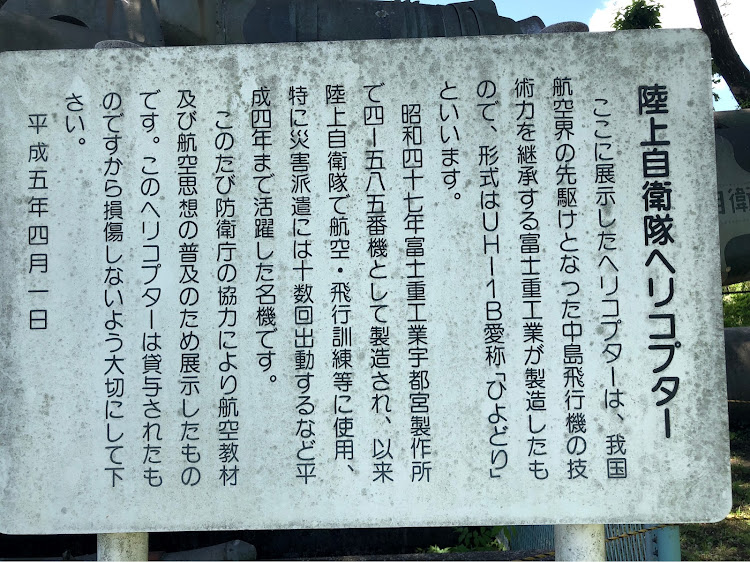 陸上自衛隊ヘリコプター
ここに展示したヘリコプターは、我国
航空界の先駆けとなった中島飛行機の技
術力を継承する富士重工業が製造したも
ので、形式はUHー1B愛称「ひよどり」
といいます。
昭和四十七年富士重工業宇都宮製作所
で四ー五八五番機として製造され、以来
陸上自衛隊で航空・飛行訓練等に使用、
特に災害派遣には十数回出動するなど平
成四年まで活躍した名機です。
このたび防衛庁の協力により航空教材
及び航空思想の普及のため展示したもの
です。このヘリコプターは貸与されたも
のですから損傷しないよう大切にして下
さい。
平成五年四月一日
自衛